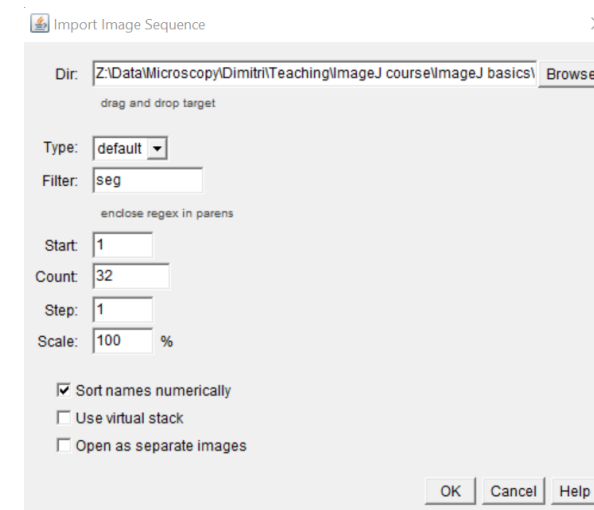 Import Image Sequence
Dir: Z:\Data\Microscopy\Dimitri\Teaching\ImageJ course\ImageJ basics\ Browse
drag and drop target
Type: default
Filter: seg
enclose regex in parens
Start: 1
Count: 32
Step: 1
Scale: 100 %
Sort names numerically
Use virtual stack
Open as separate images
OK Cancel Help